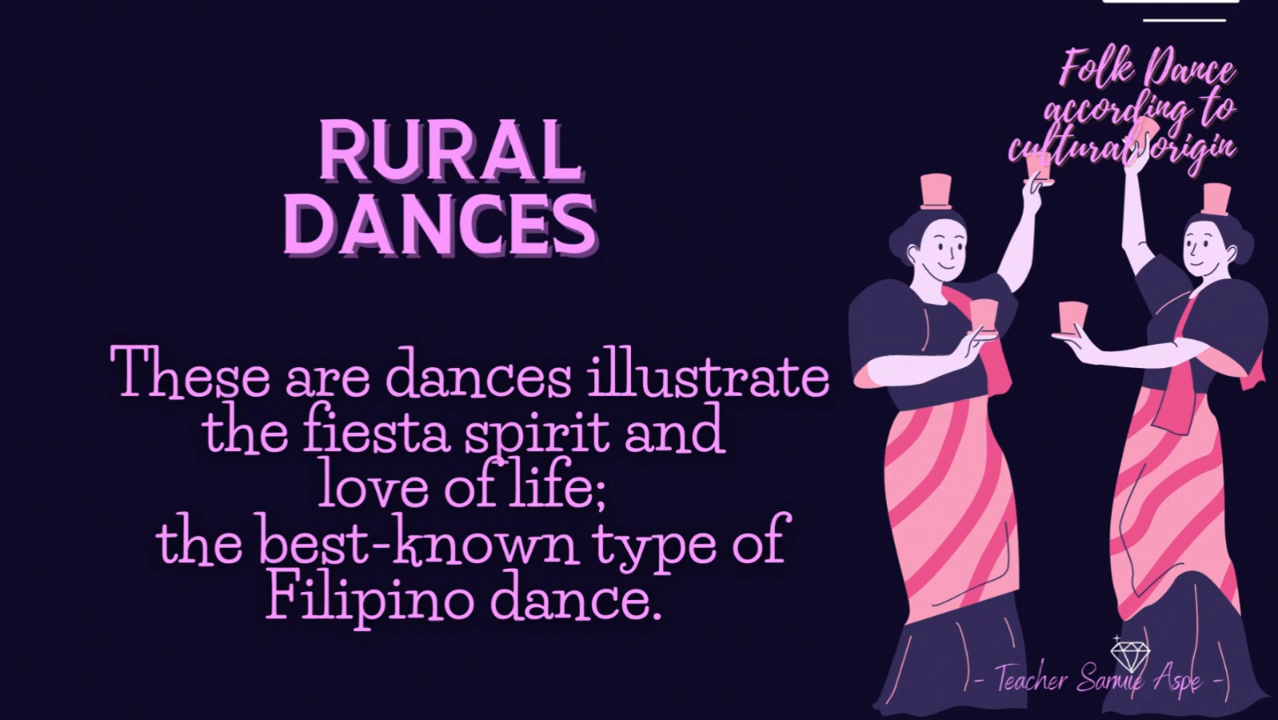 Folk Dance
according to
cultural origin
RURAL
DANCES
These are dances illustrate
the fiesta spirit and
love of life;
the best-known type of
Filipino dance.
- Teacher Samie Aspe -